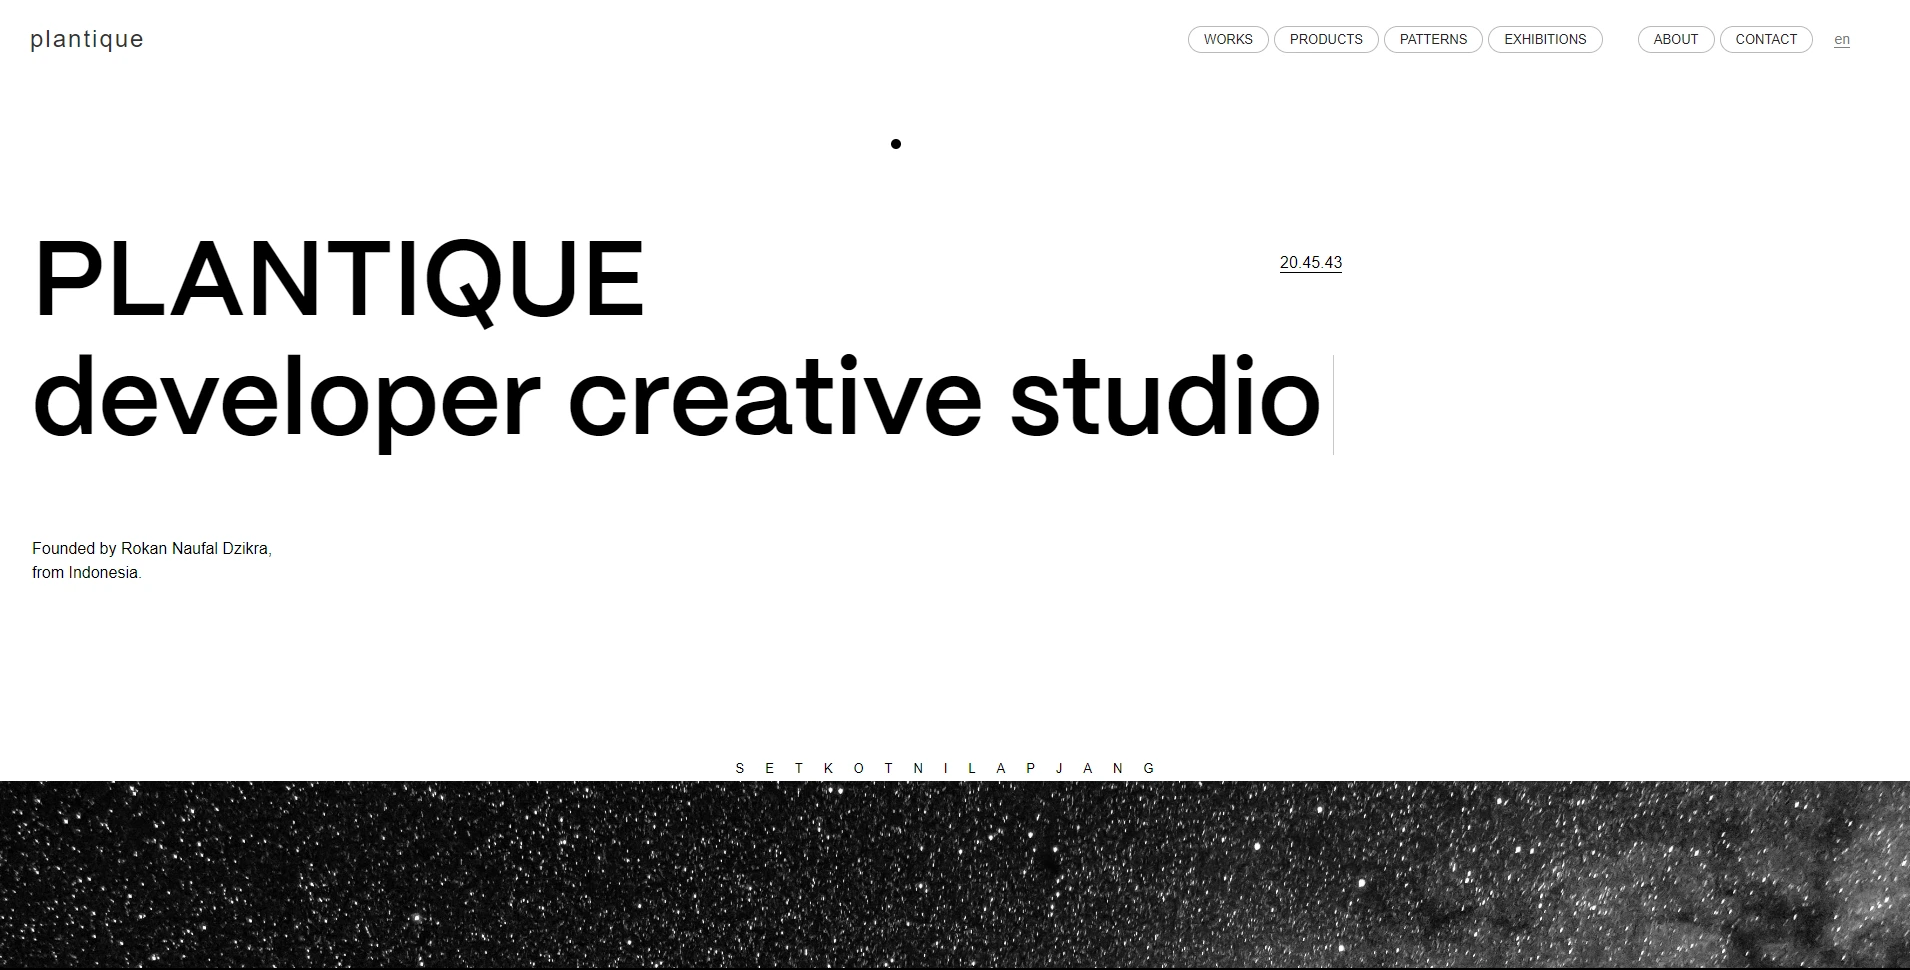 plantique
WORKS PRODUCTS PATTERNS EXHIBITIONS ABOUT CONTACT en
PLANTIQUE
20.45.43
developer creative studio
Founded by Rokan Naufal Dzikra,
from Indonesia.
S E T K O T N I L A P J A N G